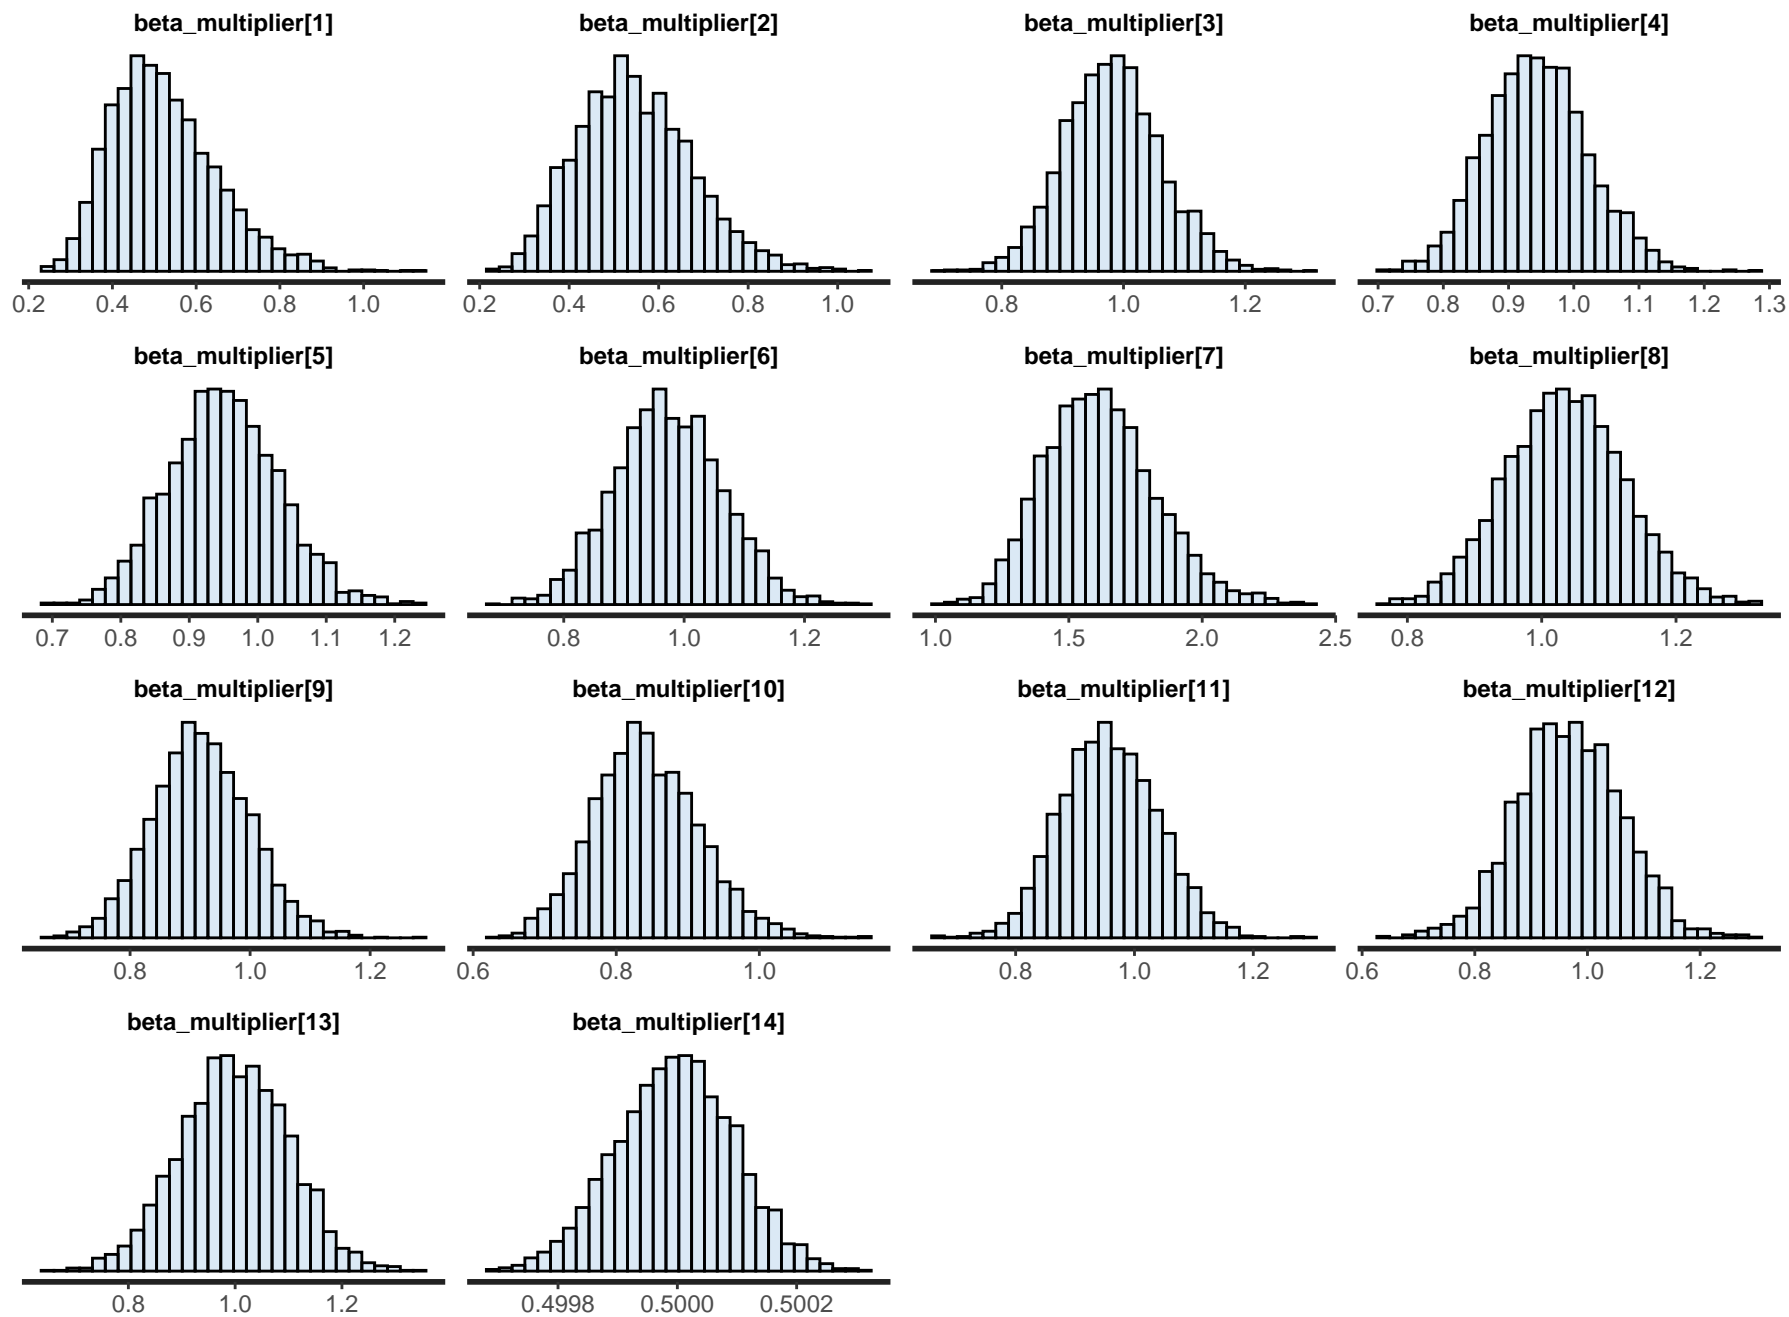 beta_multiplier[1] beta_multiplier[2] beta_multiplier[3] beta_multiplier[4]
0.2 0.4 0.6 0.8 1.0 0.2 0.4 0.6 0.8 1.0 0.8 1.0 1.2 0.7 0.8 0.9 1.0 1.1 1.2 1.3
beta_multiplier[5] beta_multiplier[6] beta_multiplier[7] beta_multiplier[8]
0.7 0.8 0.9 1.0 1.1 1.2 0.8 1.0 1.2 1.0 1.5 2.0 2.5 0.8 1.0 1.2
beta_multiplier[9] beta_multiplier[10] beta_multiplier[11] beta_multiplier[12]
0.8 1.0 1.2 0.6 0.8 1.0 0.8 1.0 1.2 0.6 0.8 1.0 1.2
beta_multiplier[13] beta_multiplier[14]
0.8 1.0 1.2 0.4998 0.5000 0.5002